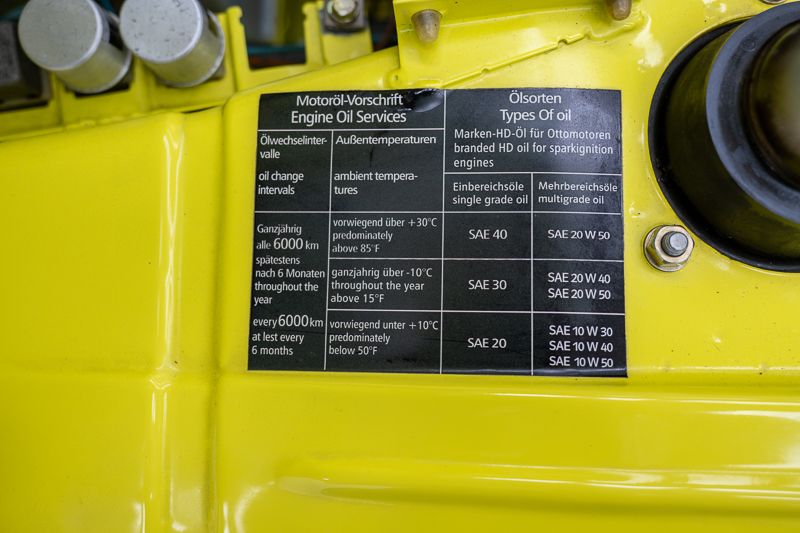 Motoröl-Vorschrift
Engine Oil Services
Ölsorten
Types Of oil
Marken-HD-Öl für Ottomotoren
branded HD oil for sparkignition
engines
Ölwechselinter-
valle
oil change
intervals
Außentemperaturen
ambient tempera-
tures
Einbereichsöle
single grade oil
Mehrbereichsöle
multigrade oil
Ganzjährig
alle 6000 km
spätestens
nach 6 Monaten
throughout the
year
every 6000 km
at lest every
6 months
vorwiegend über +30°C
predominately
above 85°F
SAE 40
SAE 20 W 50
ganzjahrig über -10°C
throughout the year
above 15°F
SAE 30
SAE 20 W 40
SAE 20 W 50
vorwiegend unter +10°C
predominately
below 50°F
SAE 20
SAE 10 W 30
SAE 10 W 40
SAE 10 W 50